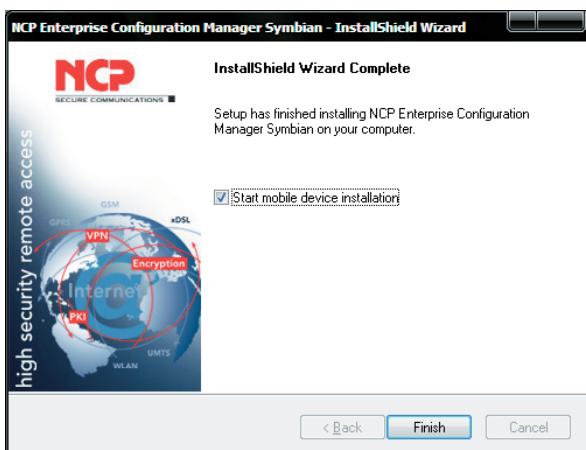 NCP Enterprise Configuration Manager Symbian - InstallShield Wizard
NCP
SECURE COMMUNICATIONS
InstallShield Wizard Complete
Setup has finished installing NCP Enterprise Configuration
Manager Symbian on your computer.
Start mobile device installation
high security remote access
GSM
GPRS
xDSL
VPN
Encryption
Internet
@
PKI
UMTS
WLAN
< Back
Finish
Cancel